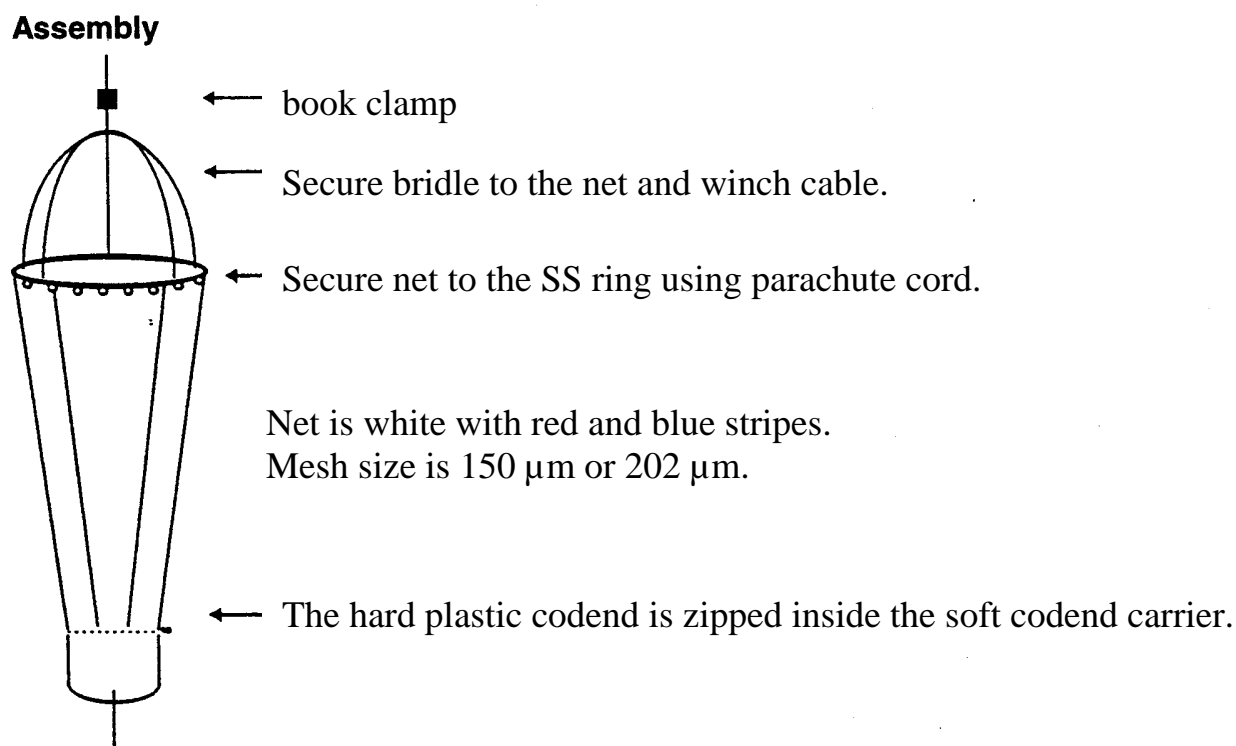 Assembly
book clamp
Secure bridle to the net and winch cable.
Secure net to the SS ring using parachute cord.
Net is white with red and blue stripes.
Mesh size is 150 µm or 202 µm.
The hard plastic codend is zipped inside the soft codend carrier.